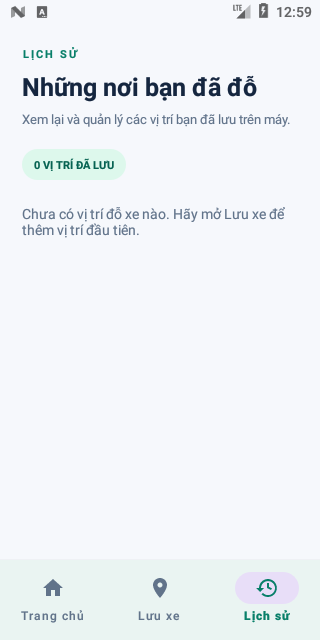 12:59
LỊCH SỬ
Những nơi bạn đã đỗ
Xem lại và quản lý các vị trí bạn đã lưu trên máy.
0 VỊ TRÍ ĐÃ LƯU
Chưa có vị trí đỗ xe nào. Hãy mở Lưu xe để
thêm vị trí đầu tiên.
Trang chủ
Lưu xe
Lịch sử